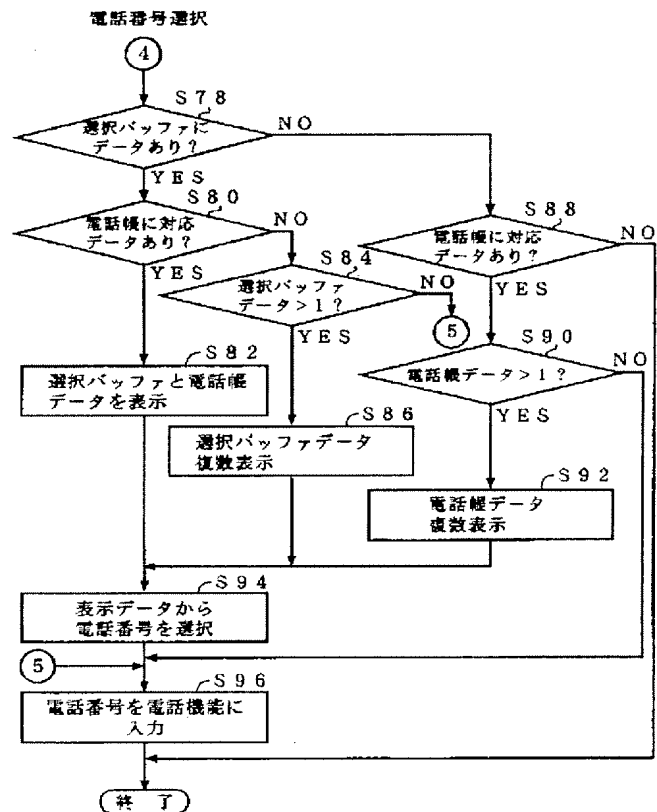 電話番号選択
4
S78
選択バッファに
データあり?
NO
YES
S80
電話帳に対応
データあり?
NO
YES
S88
電話帳に対応
データあり?
NO
YES
S84
選択バッファ
データ>1?
NO
YES
5
S90
電話帳データ>1?
NO
YES
S82
選択バッファと電話帳
データを表示
S86
選択バッファデータ
複数表示
S92
電話帳データ
複数表示
S94
表示データから
電話番号を選択
5
S96
電話番号を電話機能に
入力
終 了